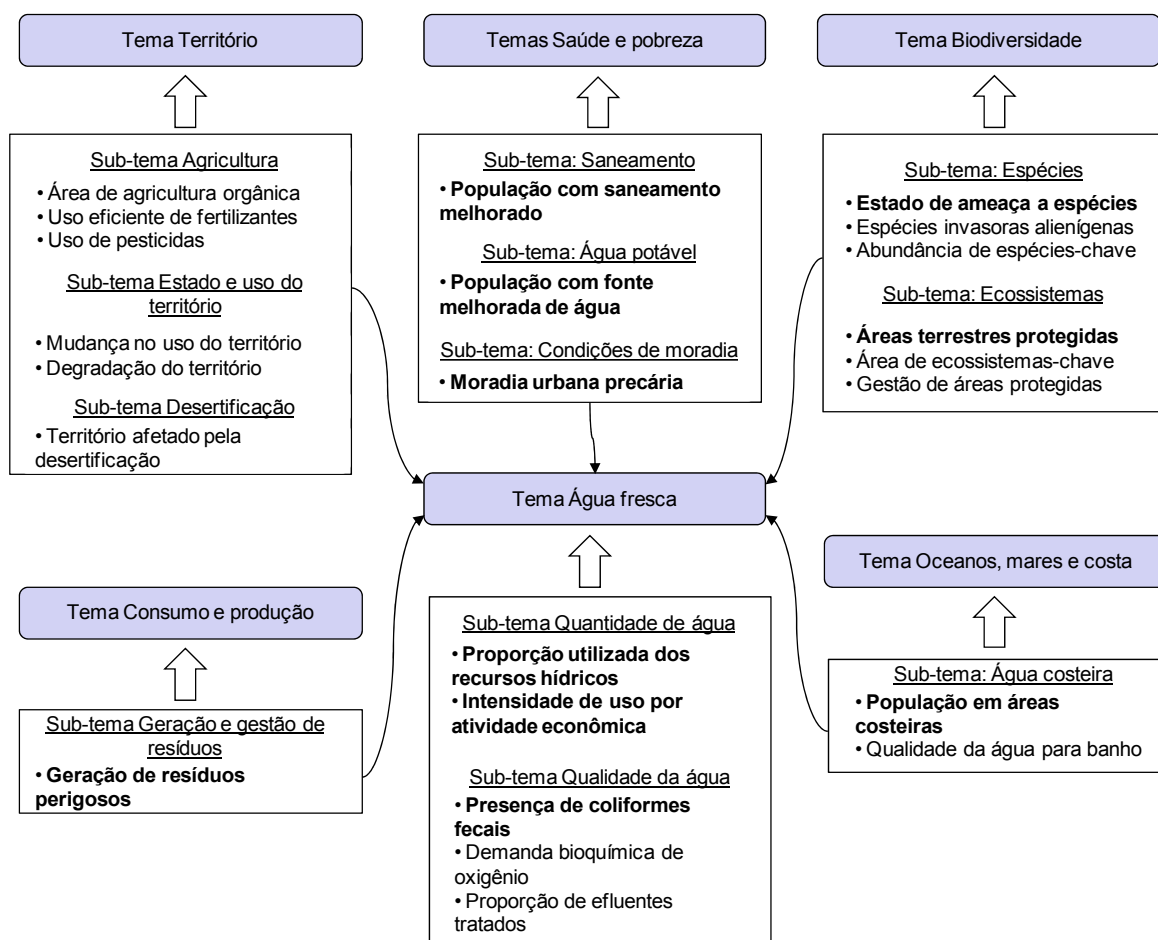 Tema Território
Sub-tema Agricultura
• Área de agricultura orgânica
• Uso eficiente de fertilizantes
• Uso de pesticidas
Sub-tema Estado e uso do
território
• Mudança no uso do território
• Degradação do território
Sub-tema Desertificação
• Território afetado pela
desertificação
Temas Saúde e pobreza
Sub-tema: Saneamento
• População com saneamento
melhorado
Sub-tema: Água potável
• População com fonte
melhorada de água
Sub-tema: Condições de moradia
• Moradia urbana precária
Tema Biodiversidade
Sub-tema: Espécies
• Estado de ameaça a espécies
• Espécies invasoras alienígenas
• Abundância de espécies-chave
Sub-tema: Ecossistemas
• Áreas terrestres protegidas
• Área de ecossistemas-chave
• Gestão de áreas protegidas
Tema Água fresca
Tema Consumo e produção
Sub-tema Geração e gestão de
resíduos
• Geração de resíduos
perigosos
Sub-tema Quantidade de água
• Proporção utilizada dos
recursos hídricos
• Intensidade de uso por
atividade econômica
Sub-tema Qualidade da água
• Presença de coliformes
fecais
• Demanda bioquímica de
oxigênio
• Proporção de efluentes
tratados
Tema Oceanos, mares e costa
Sub-tema: Água costeira
• População em áreas
costeiras
• Qualidade da água para banho